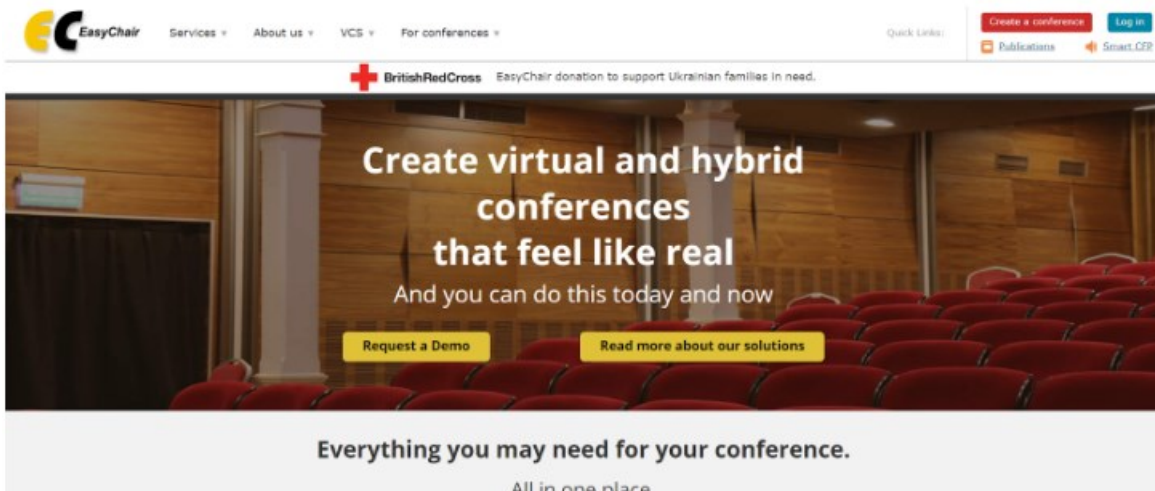 EC EasyChair
Services
About us
VCS
For conferences
Quick Links:
Create a conference
Log in
Publications
Smart CFP
BritishRedCross EasyChair donation to support Ukrainian families in need.
Create virtual and hybrid
conferences
that feel like real
And you can do this today and now
Request a Demo
Read more about our solutions
Everything you may need for your conference.
All in one place